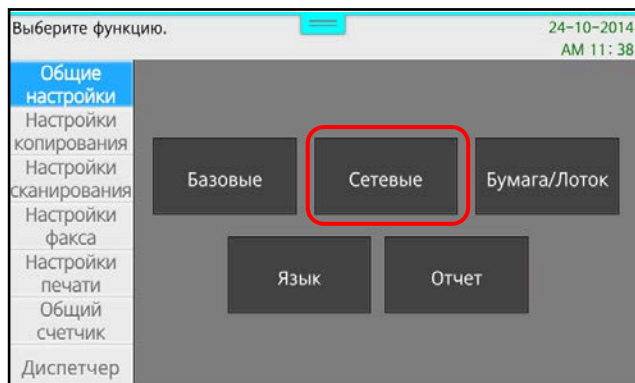 Выберите функцию.
24-10-2014
AM 11: 38
Общие
настройки
Настройки
копирования
Настройки
сканирования
Настройки
факса
Настройки
печати
Общий
счетчик
Диспетчер
Базовые
Сетевые
Бумага/Лоток
Язык
Отчет